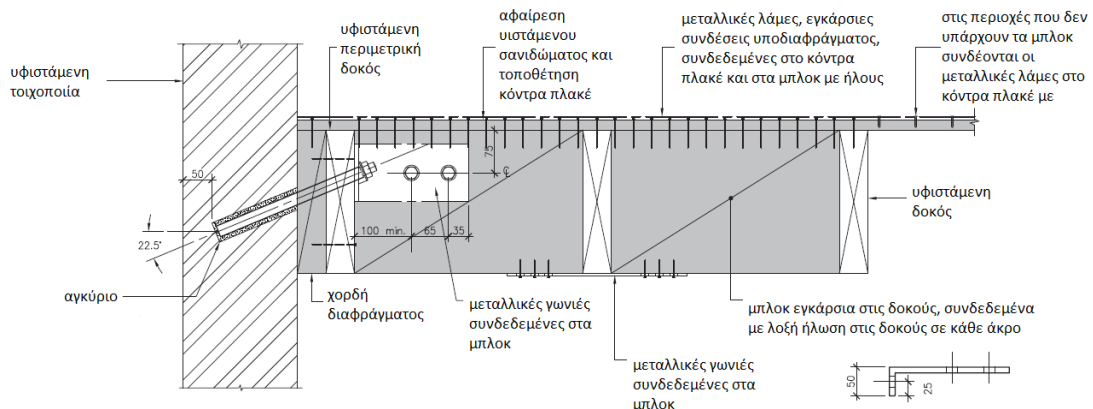 υφιστάμενη
τοιχοποιία
υφιστάμενη
περιμετρική
δοκός
αφαίρεση
υιστάμενου
σανιδώματος και
τοποθέτηση
κόντρα πλακέ
μεταλλικές λάμες, εγκάρσιες
συνδέσεις υποδιαφράγματος,
συνδεδεμένες στο κόντρα
πλακέ και στα μπλοκ με ήλους
στις περιοχές που δεν
υπάρχουν τα μπλοκ
συνδέονται οι
μεταλλικές λάμες στο
κόντρα πλακέ με
75
℄
50
22.5°
100 min.
65
35
υφιστάμενη
δοκός
αγκύριο
χορδή
διαφράγματος
μεταλλικές γωνιές
συνδεδεμένες στα
μπλοκ
μπλοκ εγκάρσια στις δοκούς, συνδεδεμένα
με λοξή ήλωση στις δοκούς σε κάθε άκρο
μεταλλικές γωνιές
συνδεδεμένες στα
μπλοκ
50
25